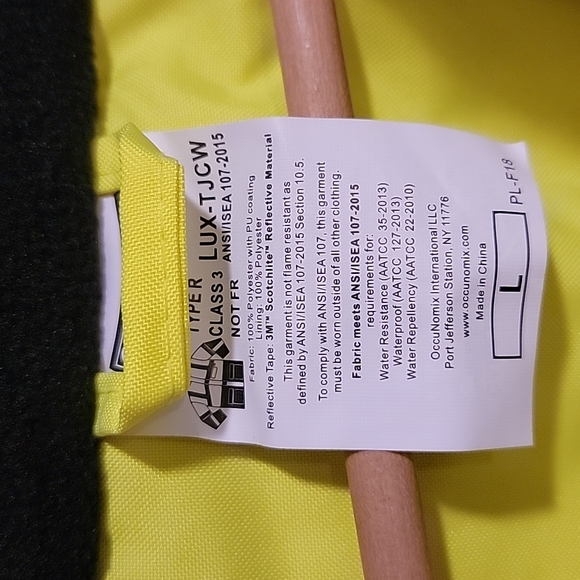 TYPE R LUX-TJCW
CLASS 3 ANSI/ISEA 107-2015
NOT FR
Fabric: 100% Polyester with PU coating
Lining: 100% Polyester
Reflective Tape: 3M™ Scotchlite™ Reflective Material
This garment is not flame resistant as
defined by ANSI/ISEA 107-2015 Section 10.5.
To comply with ANSI/ISEA 107, this garment
must be worn outside of all other clothing.
Fabric meets ANSI/ISEA 107-2015
requirements for:
Water Resistance (AATCC 35-2013)
Waterproof (AATCC 127-2013)
Water Repellency (AATCC 22-2010)
OccuNomix International LLC
Port Jefferson Station, NY 11776
www.occunomix.com
Made in China
L
PL-F18